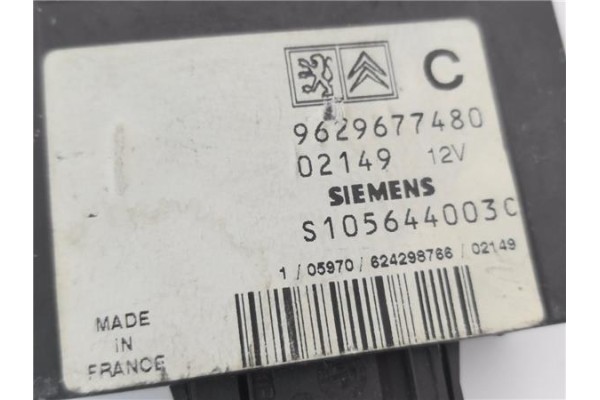 C
9629677480
02149 12V
SIEMENS
S105644003C
1 / 05970 / 624298766 / 02149
MADE
iN
FRANCE